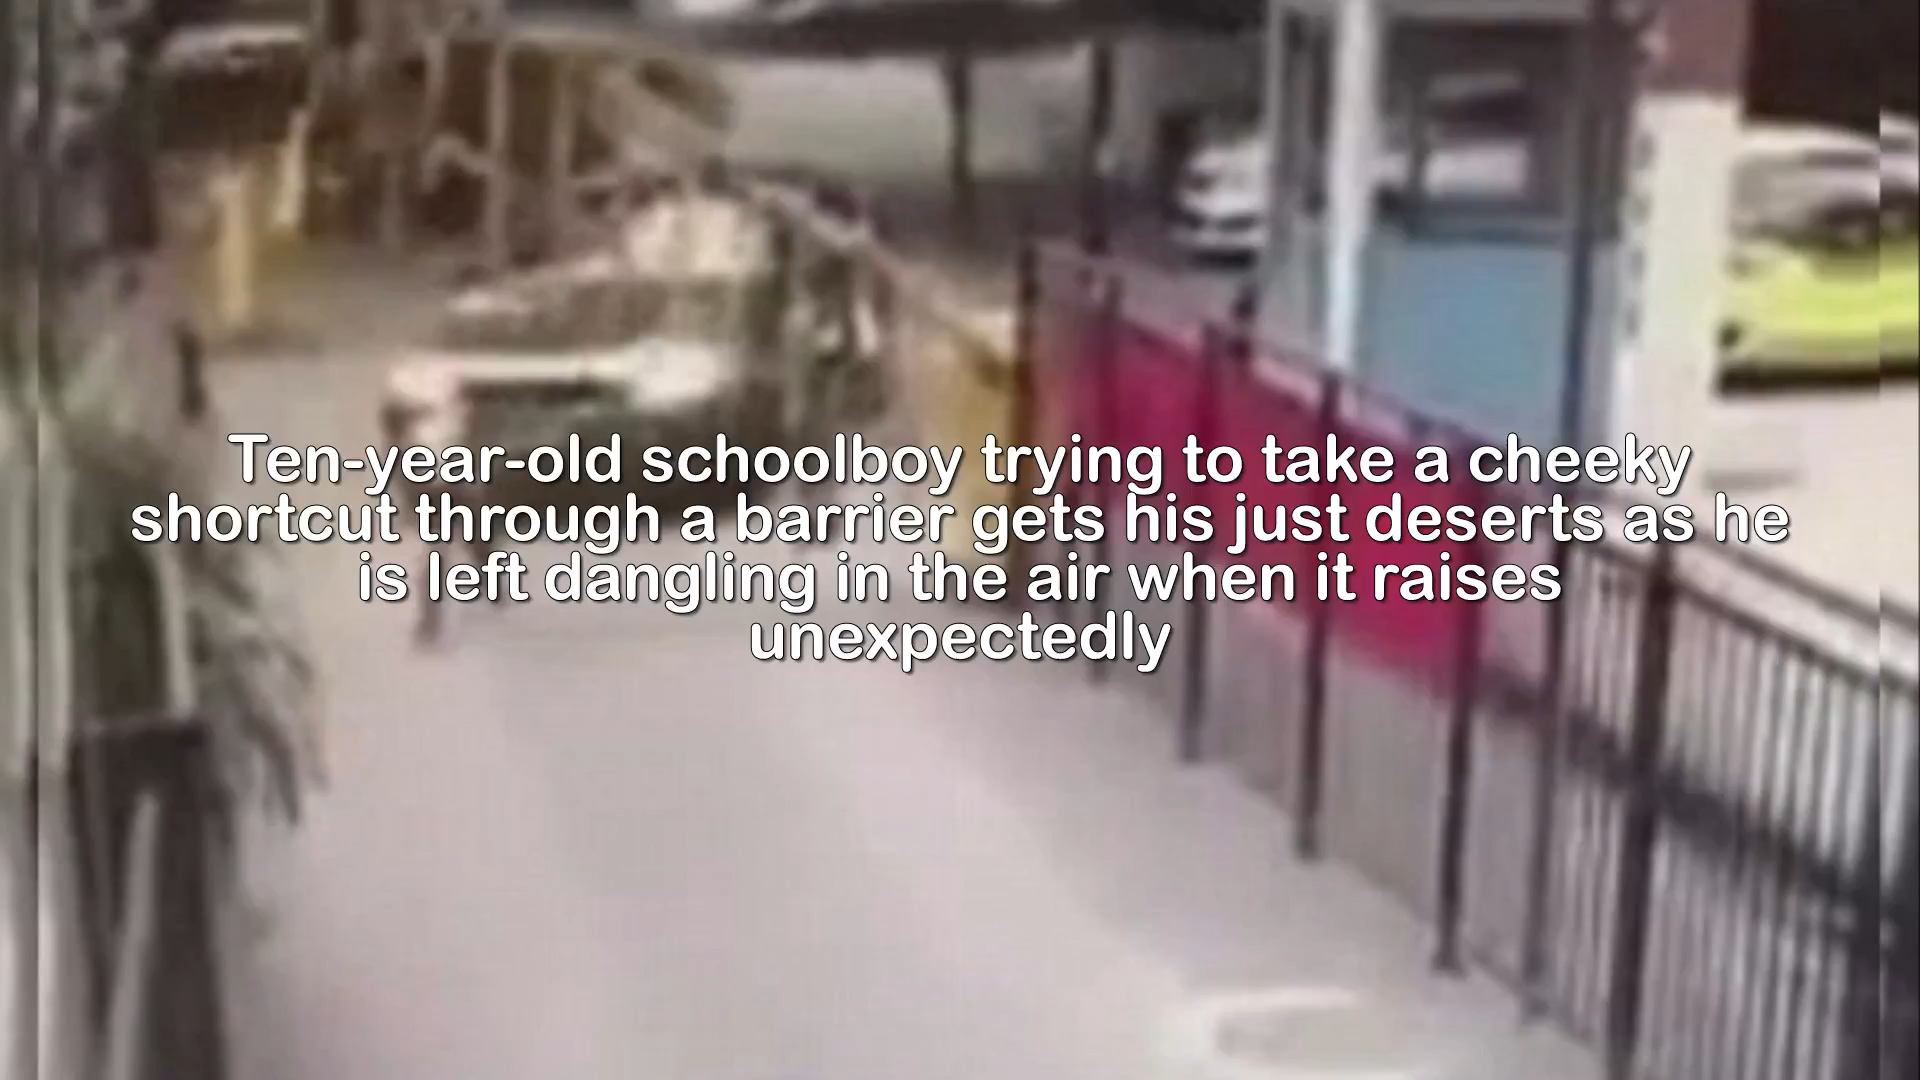 Ten-year-old schoolboy trying to take a cheeky
shortcut through a barrier gets his just deserts as he
is left dangling in the air when it raises
unexpectedly